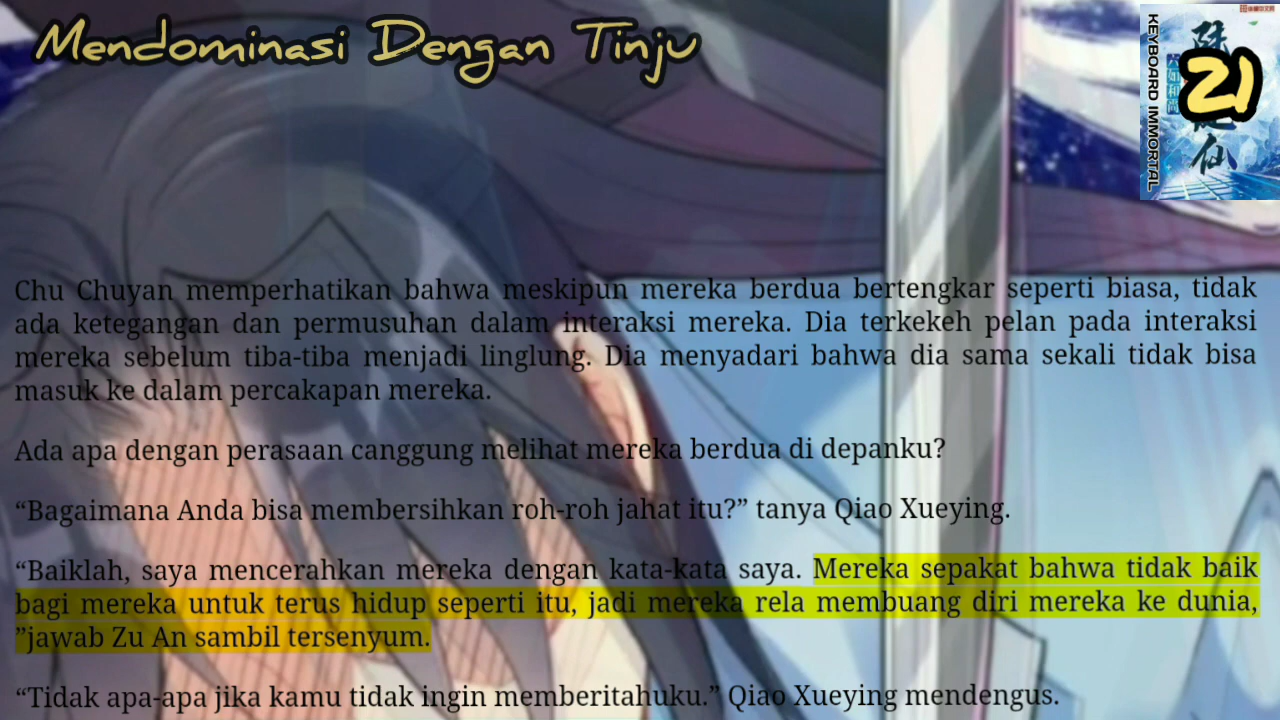 Mendominasi Dengan Tinju
KEYBOARD IMMORTAL
21
Chu Chuyan memperhatikan bahwa meskipun mereka berdua bertengkar seperti biasa, tidak
ada ketegangan dan permusuhan dalam interaksi mereka. Dia terkekeh pelan pada interaksi
mereka sebelum tiba-tiba menjadi linglung. Dia menyadari bahwa dia sama sekali tidak bisa
masuk ke dalam percakapan mereka.
Ada apa dengan perasaan canggung melihat mereka berdua di depanku?
“Bagaimana Anda bisa membersihkan roh-roh jahat itu?” tanya Qiao Xueying.
“Baiklah, saya mencerahkan mereka dengan kata-kata saya. Mereka sepakat bahwa tidak baik
bagi mereka untuk terus hidup seperti itu, jadi mereka rela membuang diri mereka ke dunia,
”jawab Zu An sambil tersenyum.
“Tidak apa-apa jika kamu tidak ingin memberitahuku.” Qiao Xueying mendengus.